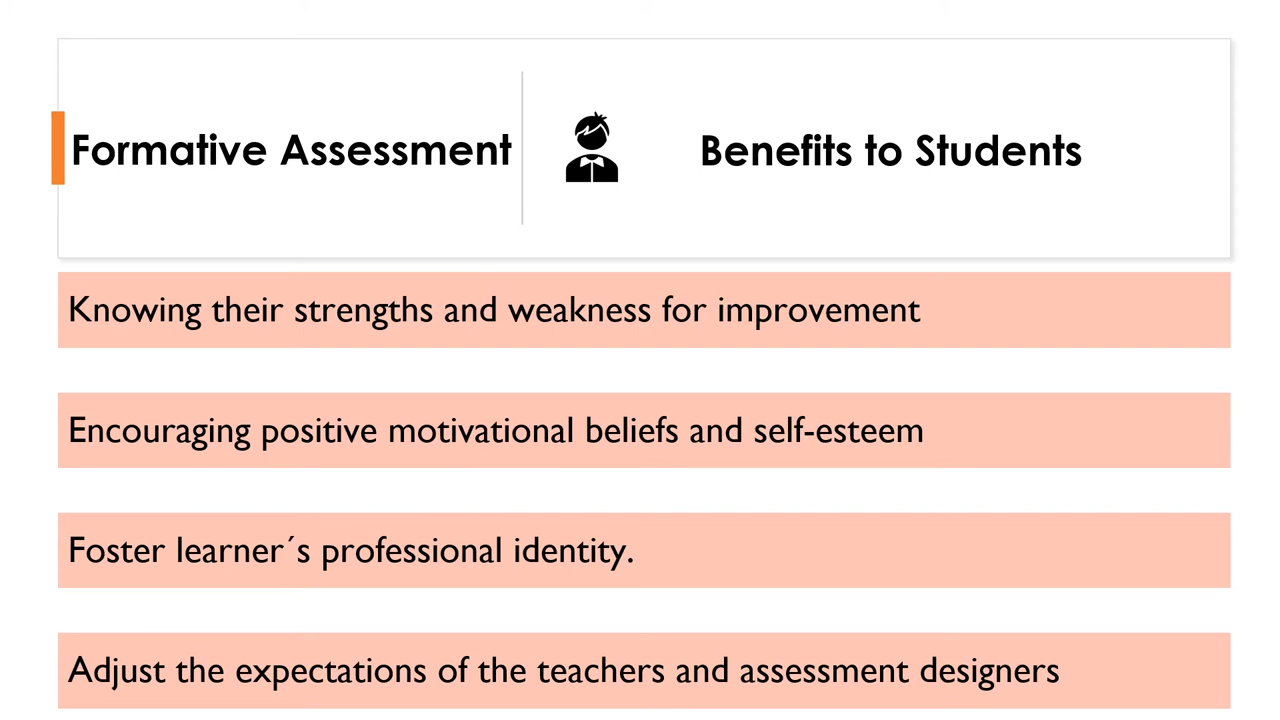 Formative Assessment
Benefits to Students
Knowing their strengths and weakness for improvement
Encouraging positive motivational beliefs and self-esteem
Foster learner´s professional identity.
Adjust the expectations of the teachers and assessment designers